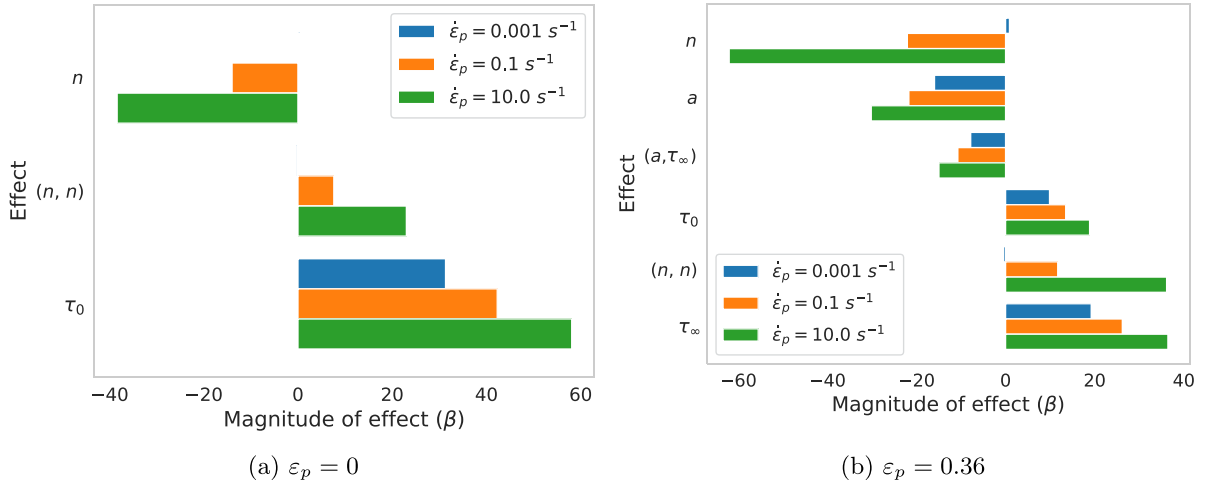 n
(n, n)
τ₀
Effect
ε̇ₚ = 0.001 s⁻¹
ε̇ₚ = 0.1 s⁻¹
ε̇ₚ = 10.0 s⁻¹
−40 −20 0 20 40 60
Magnitude of effect (β)
(a) εₚ = 0
n
a
(a,τ∞)
τ₀
(n, n)
τ∞
Effect
ε̇ₚ = 0.001 s⁻¹
ε̇ₚ = 0.1 s⁻¹
ε̇ₚ = 10.0 s⁻¹
−60 −40 −20 0 20 40
Magnitude of effect (β)
(b) εₚ = 0.36